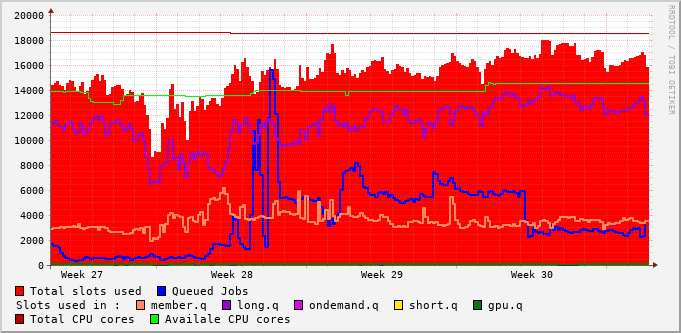 20000
18000
16000
14000
12000
10000
8000
6000
4000
2000
0
Week 27 Week 28 Week 29 Week 30
Total slots used Queued Jobs
Slots used in : member.q long.q ondemand.q short.q gpu.q
Total CPU cores Availale CPU cores
RRDTOOL / TOBI OETIKER